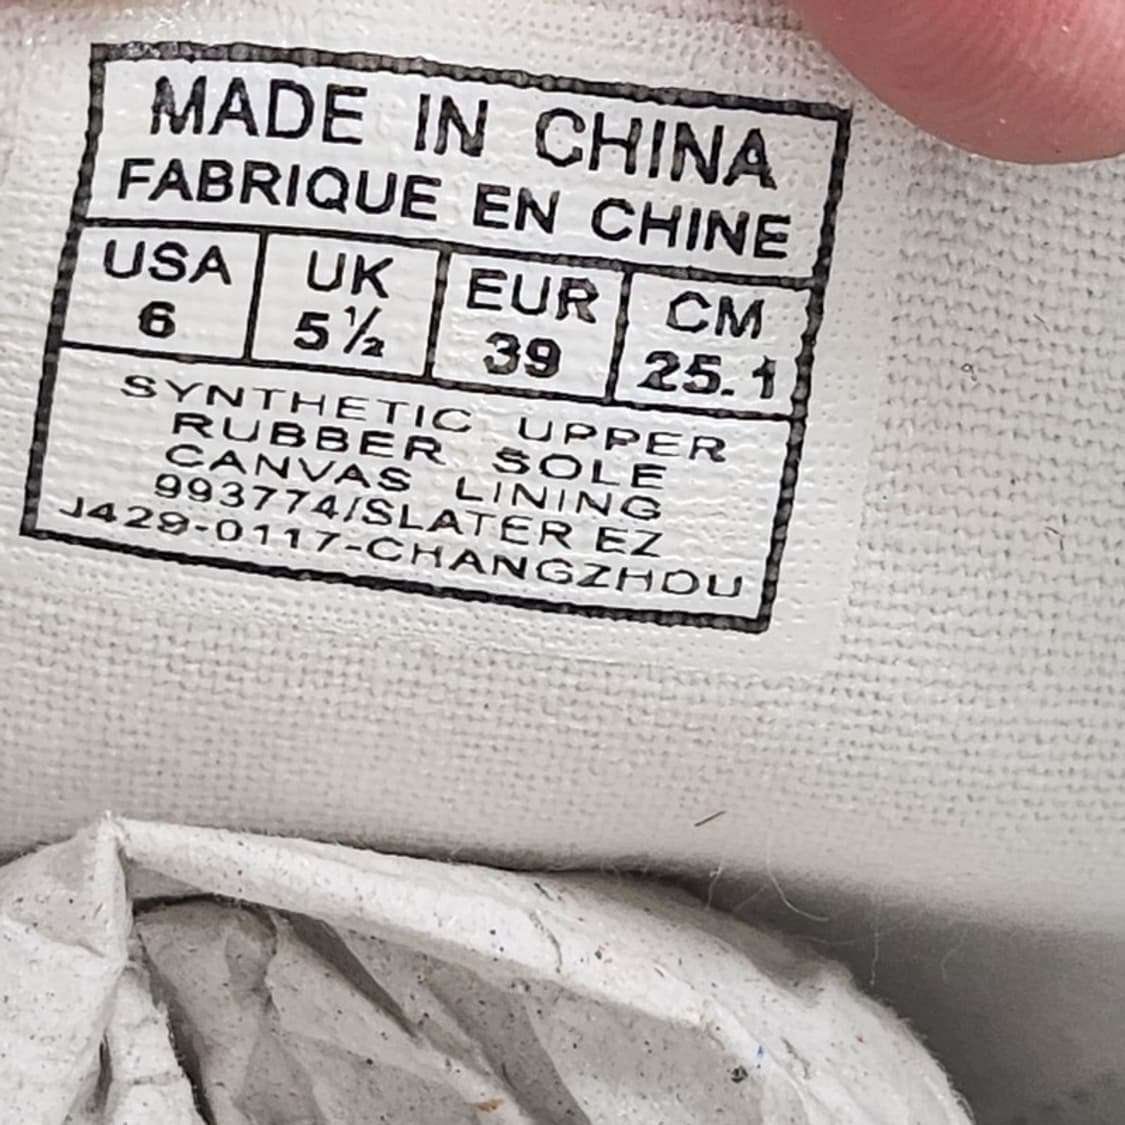 MADE IN CHINA
FABRIQUE EN CHINE
USA UK EUR CM
6 5½ 39 25.1
SYNTHETIC UPPER
RUBBER SOLE
CANVAS LINING
993774/SLATER EZ
J429-0117-CHANGZHOU